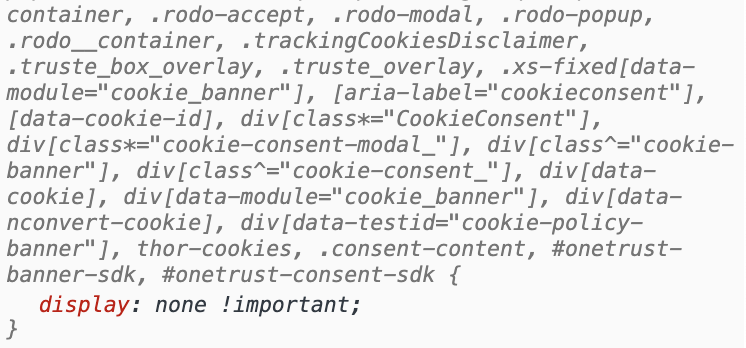 container, .rodo-accept, .rodo-modal, .rodo-popup,
.rodo__container, .trackingCookiesDisclaimer,
.truste_box_overlay, .truste_overlay, .xs-fixed[data-
module="cookie_banner"], [aria-label="cookieconsent"],
[data-cookie-id], div[class*="CookieConsent"],
div[class*="cookie-consent-modal_"], div[class^="cookie-
banner"], div[class^="cookie-consent_"], div[data-
cookie], div[data-module="cookie_banner"], div[data-
nconvert-cookie], div[data-testid="cookie-policy-
banner"], thor-cookies, .consent-content, #onetrust-
banner-sdk, #onetrust-consent-sdk {
display: none !important;
}